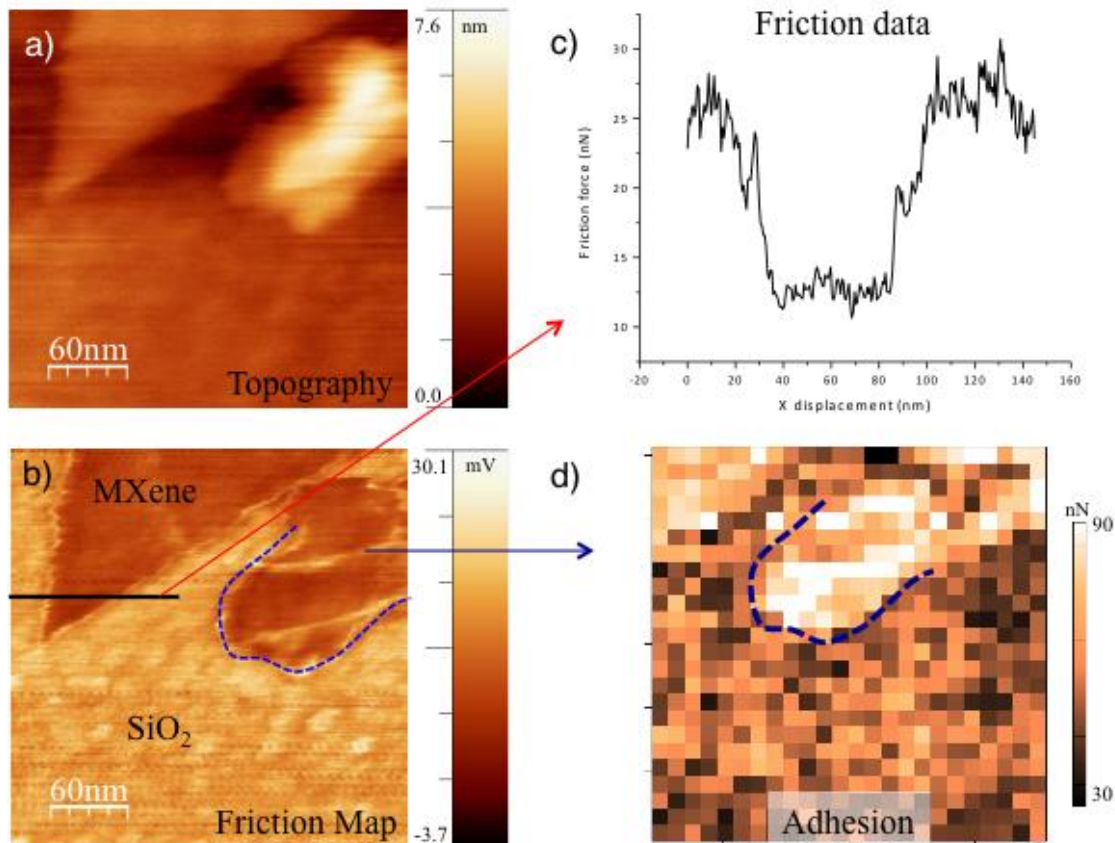 a)
7.6
nm
60nm
Topography
0.0
c)
Friction data
Friction force (nN)
30
25
20
15
10
-20
0
20
40
60
80
100
120
140
160
X displacement (nm)
b)
MXene
30.1
mV
SiO₂
60nm
Friction Map
-3.7
d)
nN
90
30
Adhesion